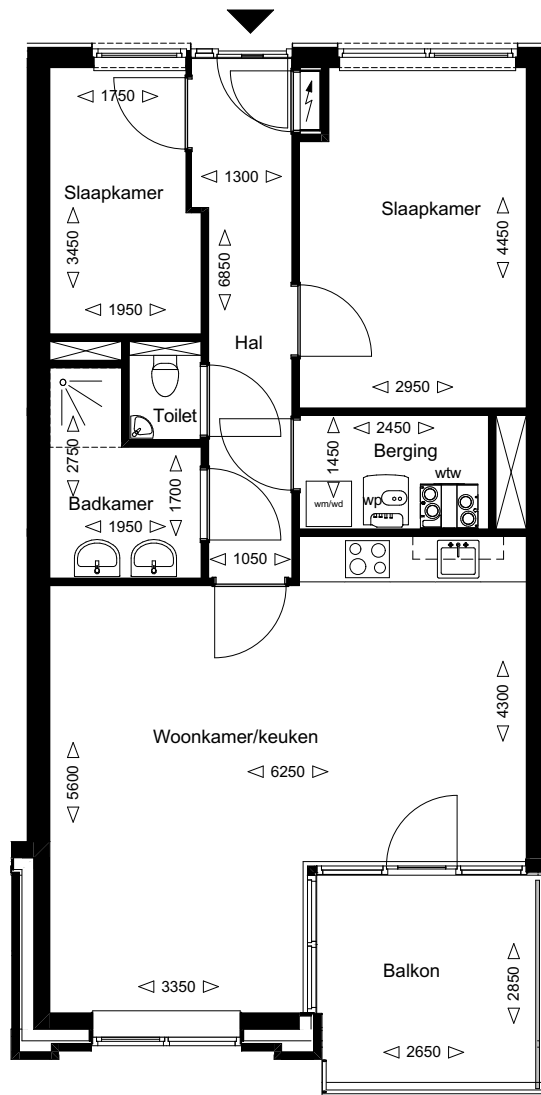 1750
1300
Slaapkamer
3450
1950
6850
Hal
Slaapkamer
4450
2950
Toilet
2750
Badkamer
1700
1950
1050
2450
Berging
1450
wtw
wp
wm/wd
Woonkamer/keuken
6250
5600
4300
3350
Balkon
2850
2650